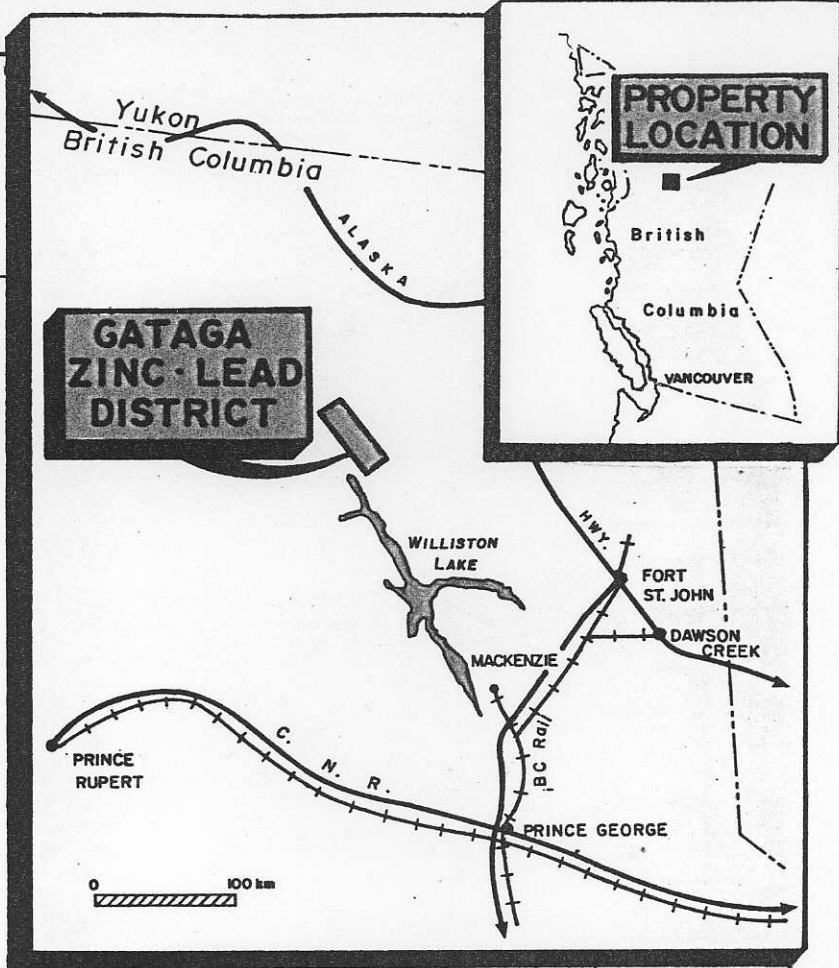 Yukon
British Columbia
ALASKA
HWY.
PROPERTY
LOCATION
British
Columbia
VANCOUVER
GATAGA
ZINC · LEAD
DISTRICT
WILLISTON
LAKE
FORT
ST. JOHN
DAWSON
CREEK
MACKENZIE
BC Rail
PRINCE
RUPERT
C. N. R.
PRINCE GEORGE
0 100 km